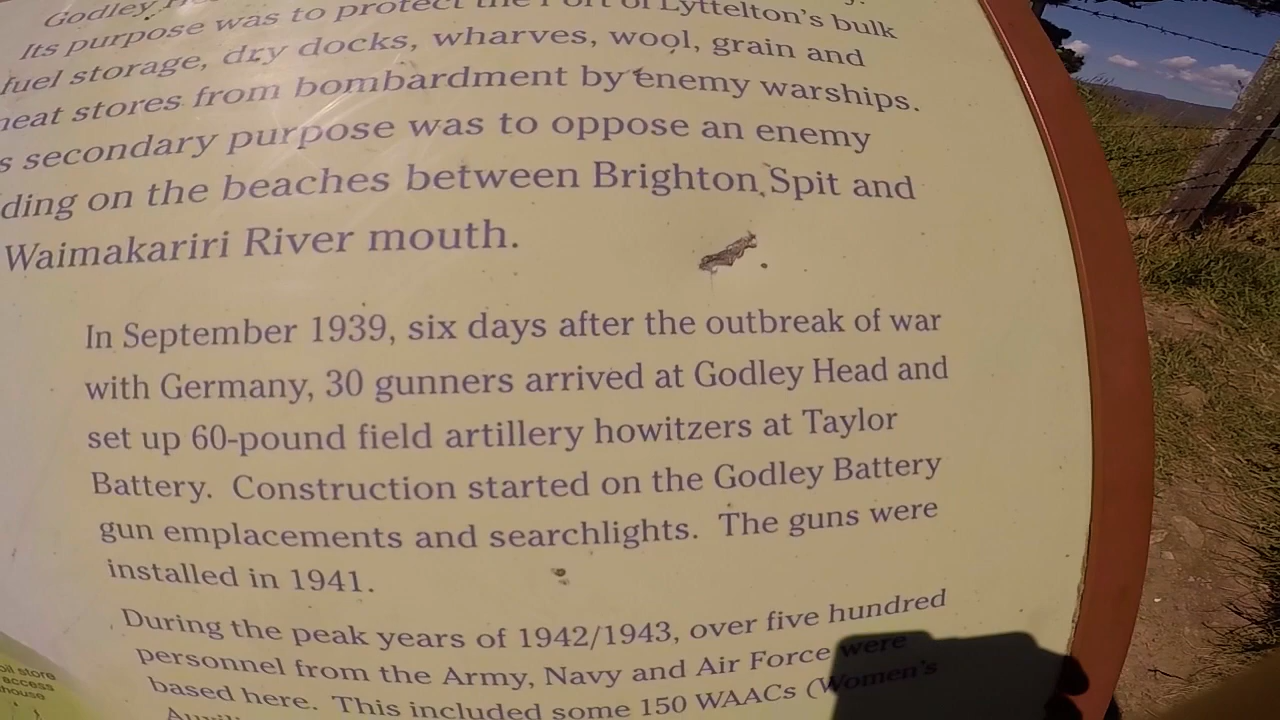 Godley
Its purpose was to protect the Port of Lyttelton's bulk
fuel storage, dry docks, wharves, wool, grain and
neat stores from bombardment by enemy warships.
s secondary purpose was to oppose an enemy
ding on the beaches between Brighton Spit and
Waimakariri River mouth.
In September 1939, six days after the outbreak of war
with Germany, 30 gunners arrived at Godley Head and
set up 60-pound field artillery howitzers at Taylor
Battery. Construction started on the Godley Battery
gun emplacements and searchlights. The guns were
installed in 1941.
During the peak years of 1942/1943, over five hundred
personnel from the Army, Navy and Air Force were
based here. This included some 150 WAACs (Women's
oil store
access
house